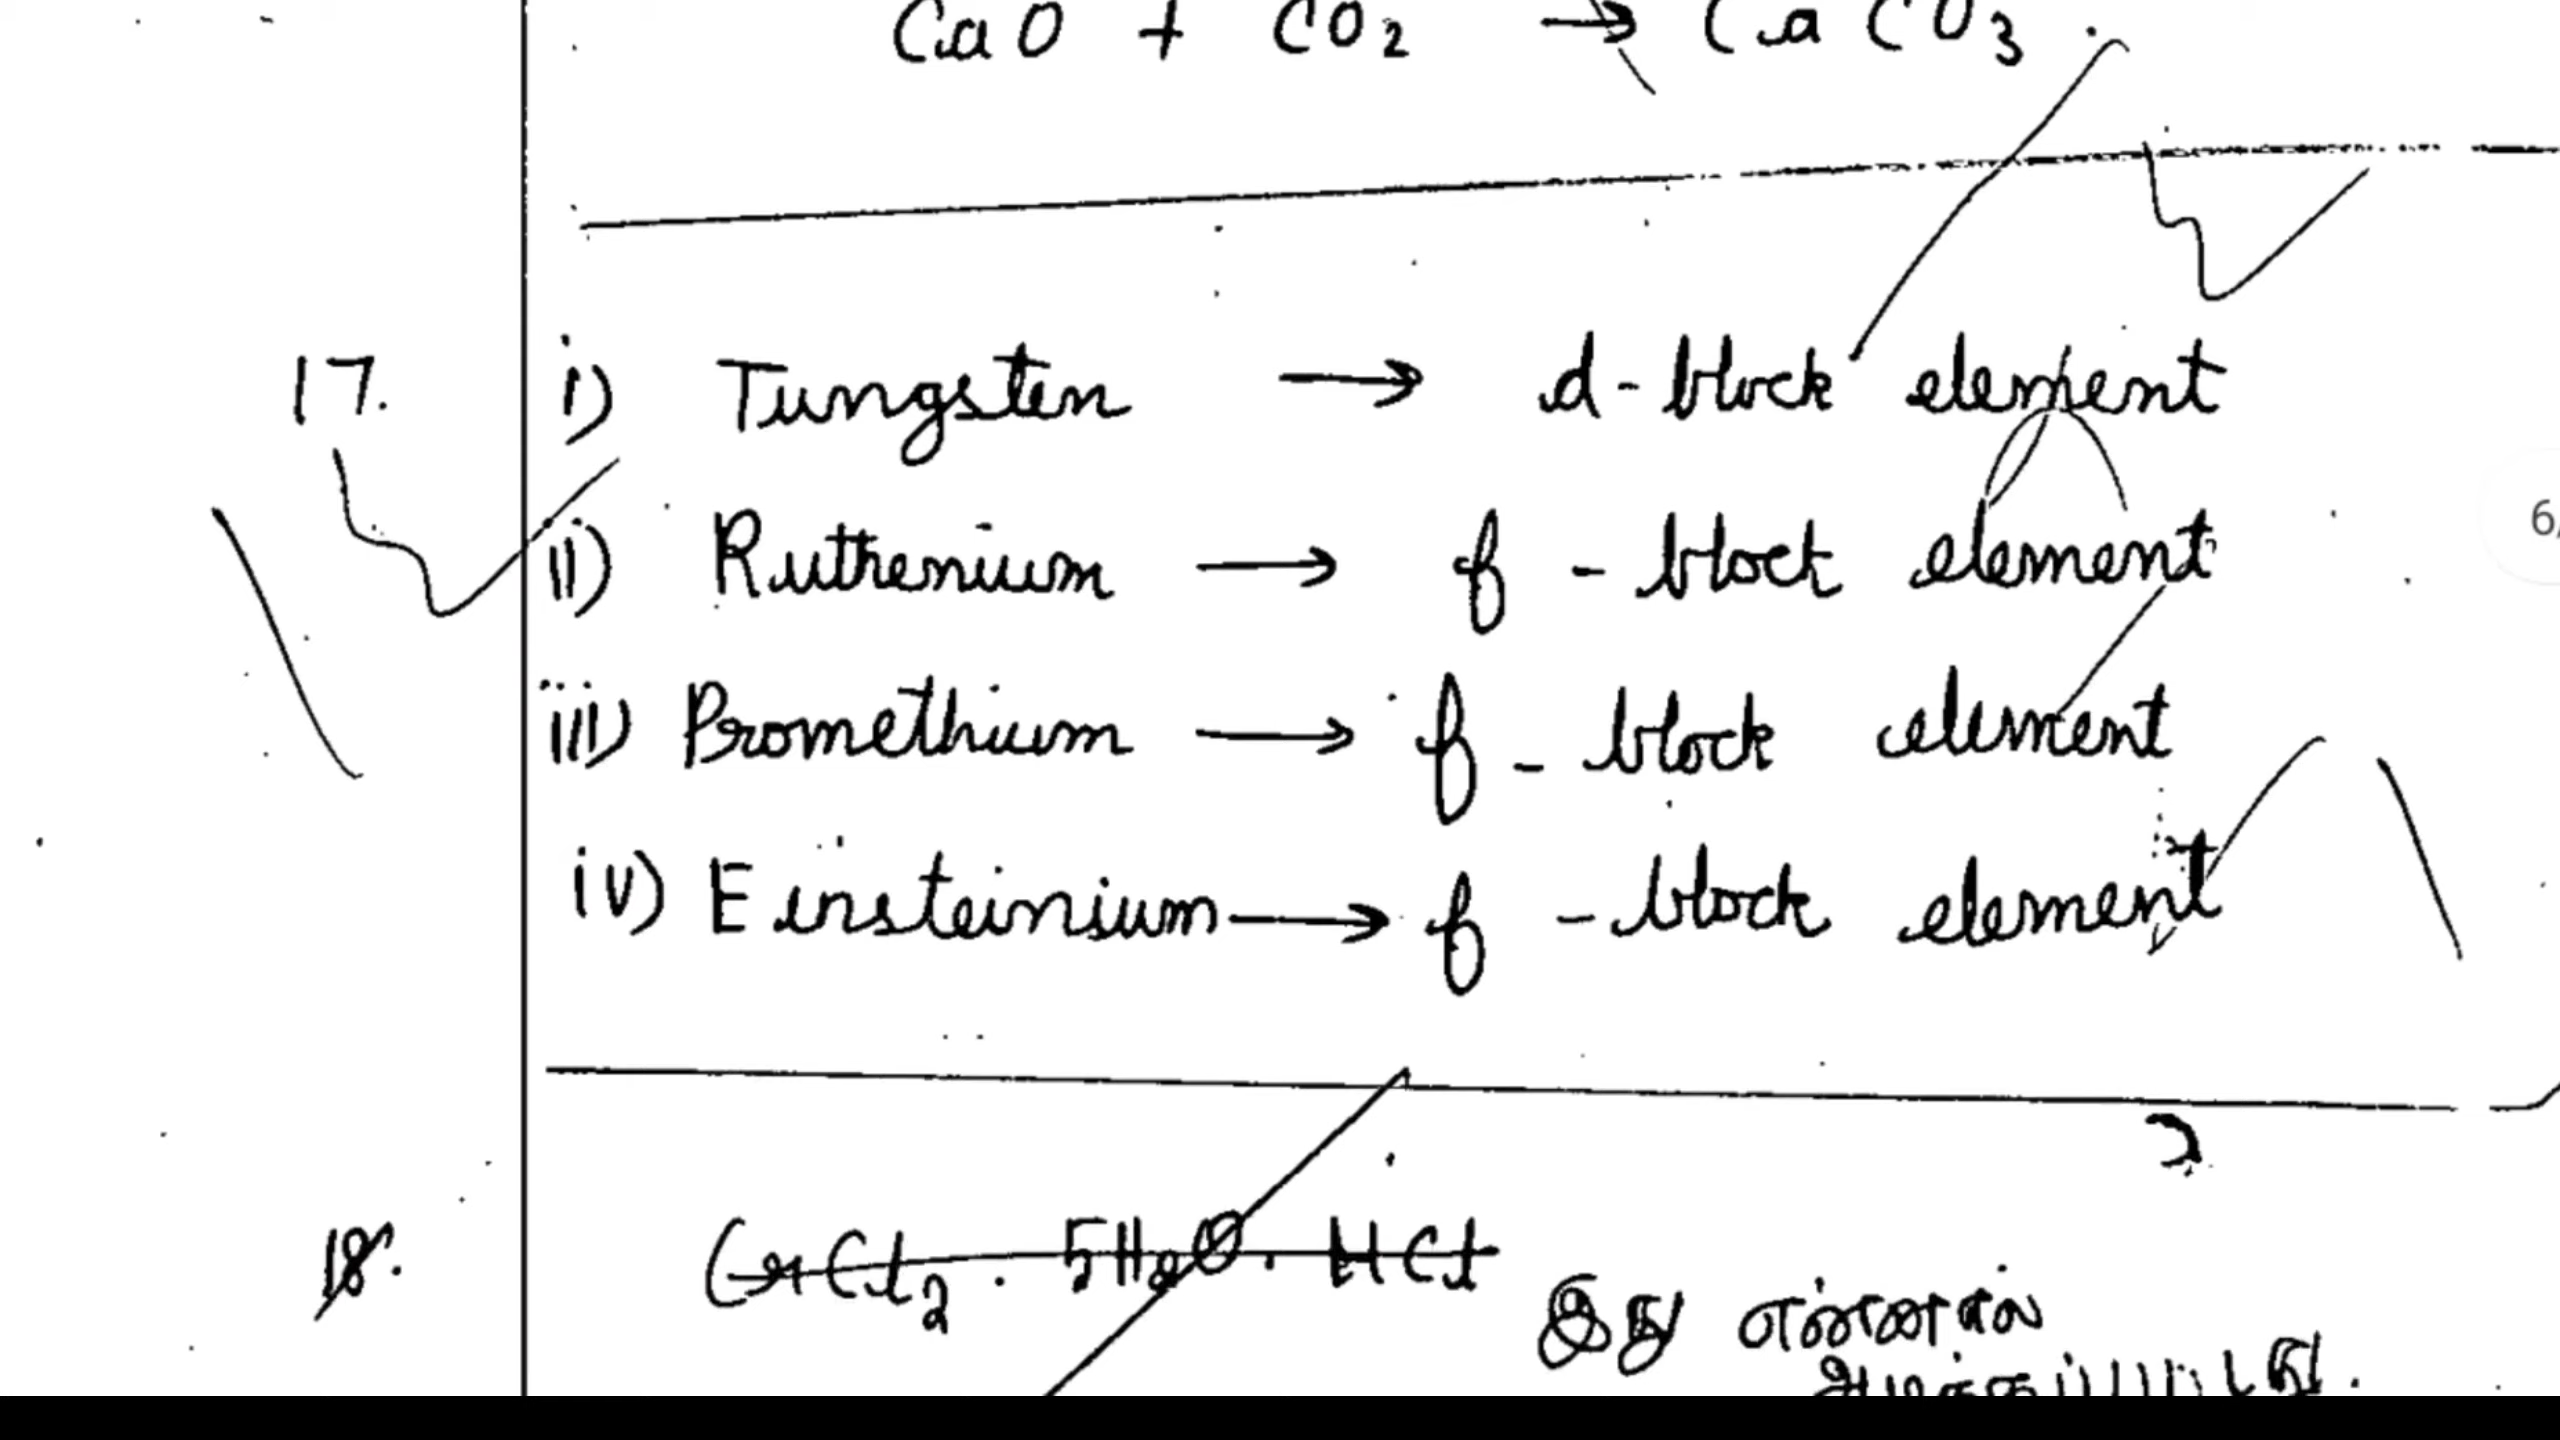 CaO + CO₂ → CaCO₃.
17. i) Tungsten → d-block element
ii) Ruthenium → f - block element
iii) Promethium → f - block element
iv) Einsteinium → f - block element
18. CrCl₂ . 5H₂O. HCl
இது என்னால்
6